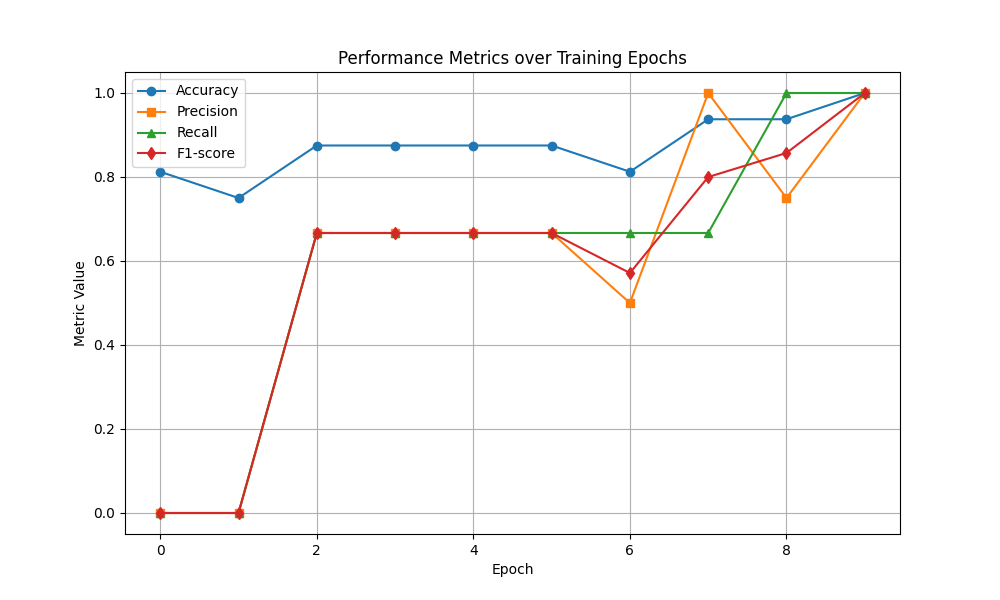 Performance Metrics over Training Epochs
Accuracy
Precision
Recall
F1-score
1.0
0.8
0.6
0.4
0.2
0.0
Metric Value
0 2 4 6 8
Epoch